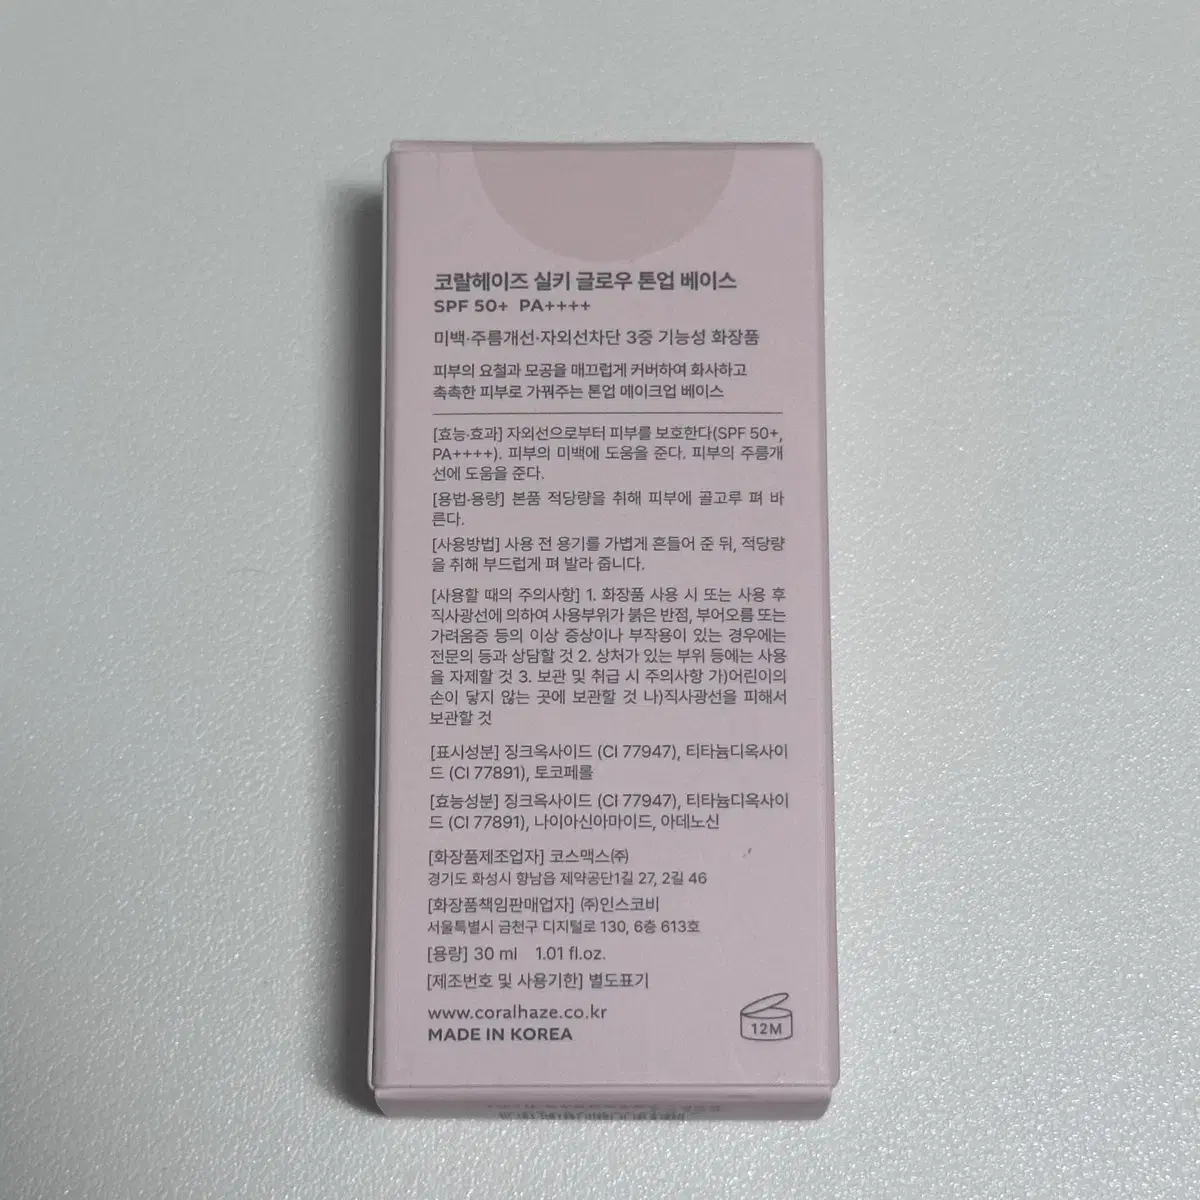 코랄헤이즈 실키 글로우 톤업 베이스
SPF 50+ PA++++
미백·주름개선·자외선차단 3중 기능성 화장품
피부의 요철과 모공을 매끄럽게 커버하여 화사하고
촉촉한 피부로 가꿔주는 톤업 메이크업 베이스
[효능·효과] 자외선으로부터 피부를 보호한다(SPF 50+,
PA++++). 피부의 미백에 도움을 준다. 피부의 주름개
선에 도움을 준다.
[용법·용량] 본품 적당량을 취해 피부에 골고루 펴 바
른다.
[사용방법] 사용 전 용기를 가볍게 흔들어 준 뒤, 적당량
을 취해 부드럽게 펴 발라 줍니다.
[사용할 때의 주의사항] 1. 화장품 사용 시 또는 사용 후
직사광선에 의하여 사용부위가 붉은 반점, 부어오름 또는
가려움증 등의 이상 증상이나 부작용이 있는 경우에는
전문의 등과 상담할 것 2. 상처가 있는 부위 등에는 사용
을 자제할 것 3. 보관 및 취급 시 주의사항 가)어린이의
손이 닿지 않는 곳에 보관할 것 나)직사광선을 피해서
보관할 것
[표시성분] 징크옥사이드 (CI 77947), 티타늄디옥사이
드 (CI 77891), 토코페롤
[효능성분] 징크옥사이드 (CI 77947), 티타늄디옥사이
드 (CI 77891), 나이아신아마이드, 아데노신
[화장품제조업자] 코스맥스㈜
경기도 화성시 향남읍 제약공단1길 27, 2길 46
[화장품책임판매업자] ㈜인스코비
서울특별시 금천구 디지털로 130, 6층 613호
[용량] 30 ml 1.01 fl.oz.
[제조번호 및 사용기한] 별도표기
www.coralhaze.co.kr
MADE IN KOREA
12M